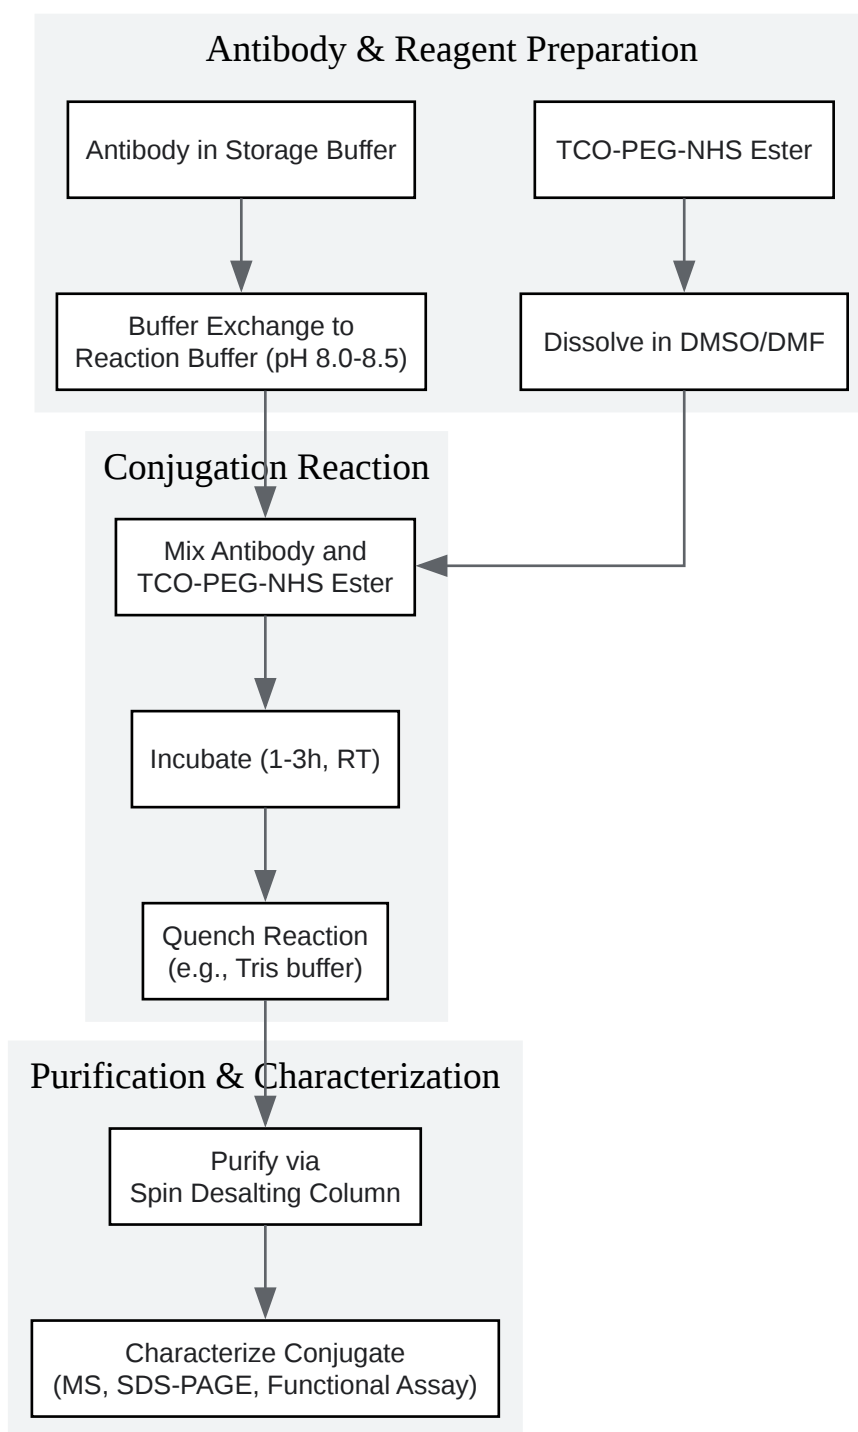 Antibody & Reagent Preparation
Antibody in Storage Buffer
TCO-PEG-NHS Ester
Buffer Exchange to
Reaction Buffer (pH 8.0-8.5)
Dissolve in DMSO/DMF
Conjugation Reaction
Mix Antibody and
TCO-PEG-NHS Ester
Incubate (1-3h, RT)
Quench Reaction
(e.g., Tris buffer)
Purification & Characterization
Purify via
Spin Desalting Column
Characterize Conjugate
(MS, SDS-PAGE, Functional Assay)